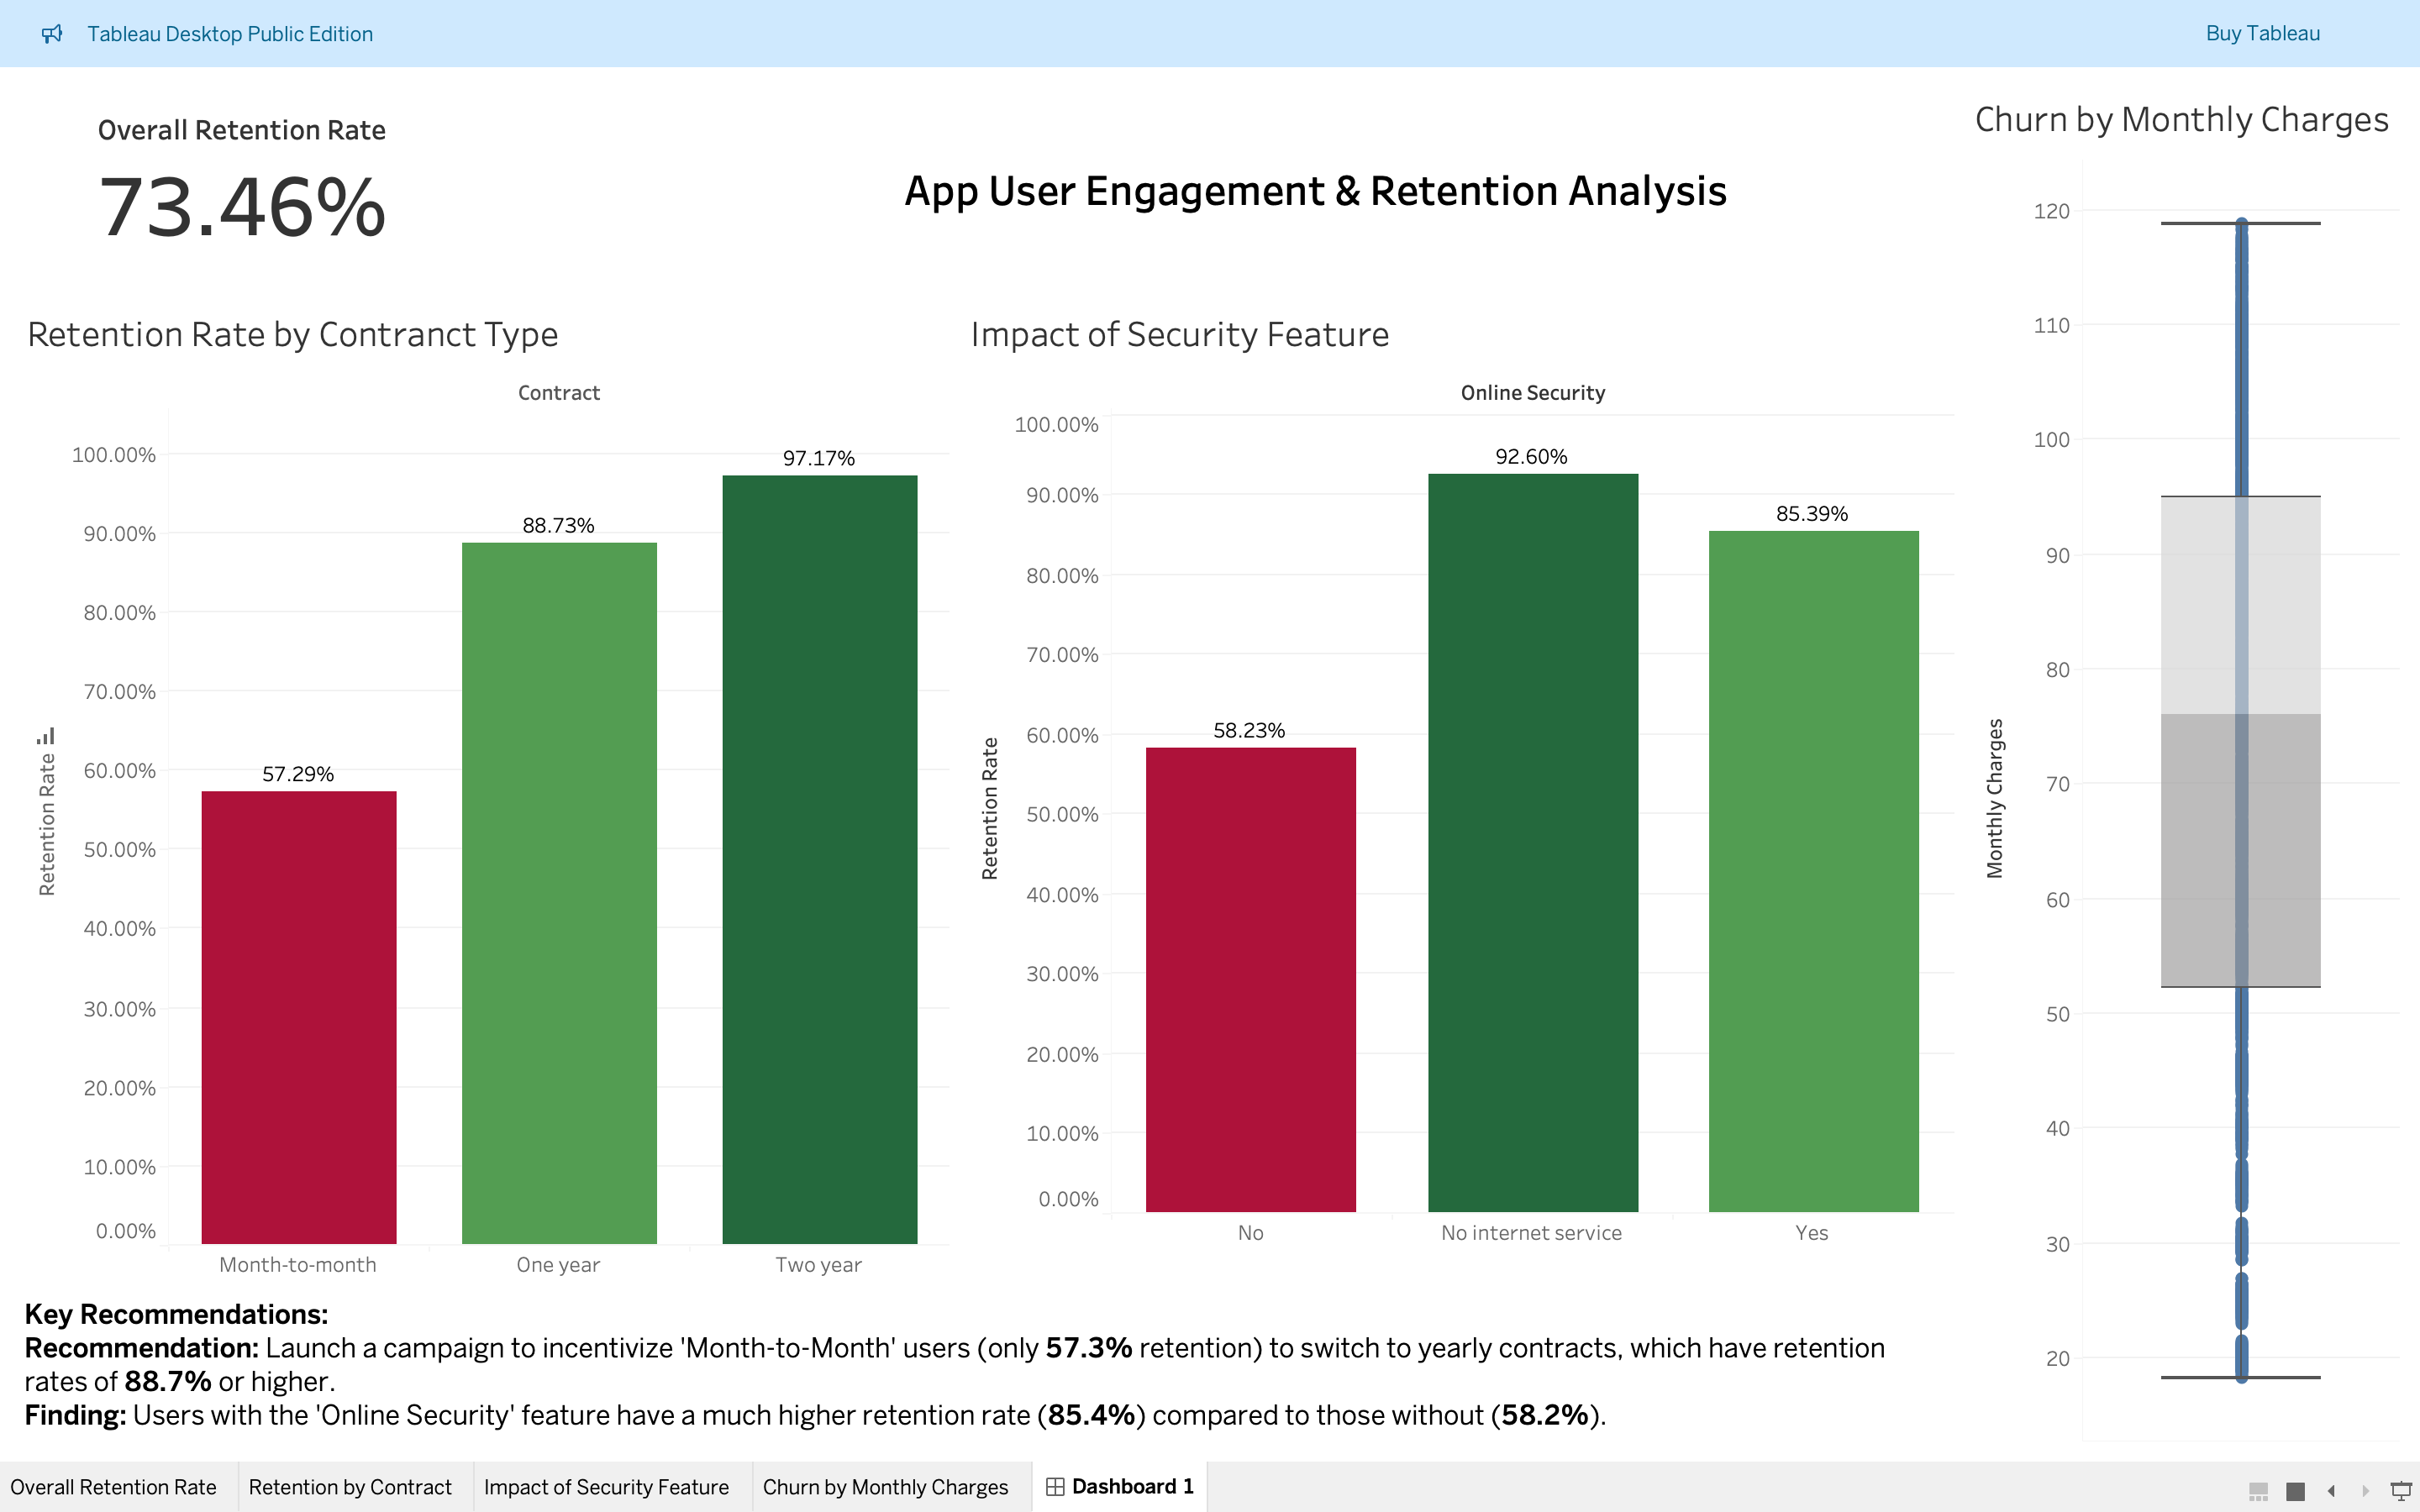 Tableau Desktop Public Edition
Buy Tableau
Overall Retention Rate
73.46%
App User Engagement & Retention Analysis
Retention Rate by Contranct Type
Contract
Retention Rate
100.00%
90.00%
80.00%
70.00%
60.00%
50.00%
40.00%
30.00%
20.00%
10.00%
0.00%
57.29%
88.73%
97.17%
Month-to-month
One year
Two year
Impact of Security Feature
Online Security
Retention Rate
100.00%
90.00%
80.00%
70.00%
60.00%
50.00%
40.00%
30.00%
20.00%
10.00%
0.00%
58.23%
92.60%
85.39%
No
No internet service
Yes
Churn by Monthly Charges
Monthly Charges
120
110
100
90
80
70
60
50
40
30
20
Key Recommendations:
Recommendation: Launch a campaign to incentivize 'Month-to-Month' users (only 57.3% retention) to switch to yearly contracts, which have retention
rates of 88.7% or higher.
Finding: Users with the 'Online Security' feature have a much higher retention rate (85.4%) compared to those without (58.2%).
Overall Retention Rate
Retention by Contract
Impact of Security Feature
Churn by Monthly Charges
Dashboard 1